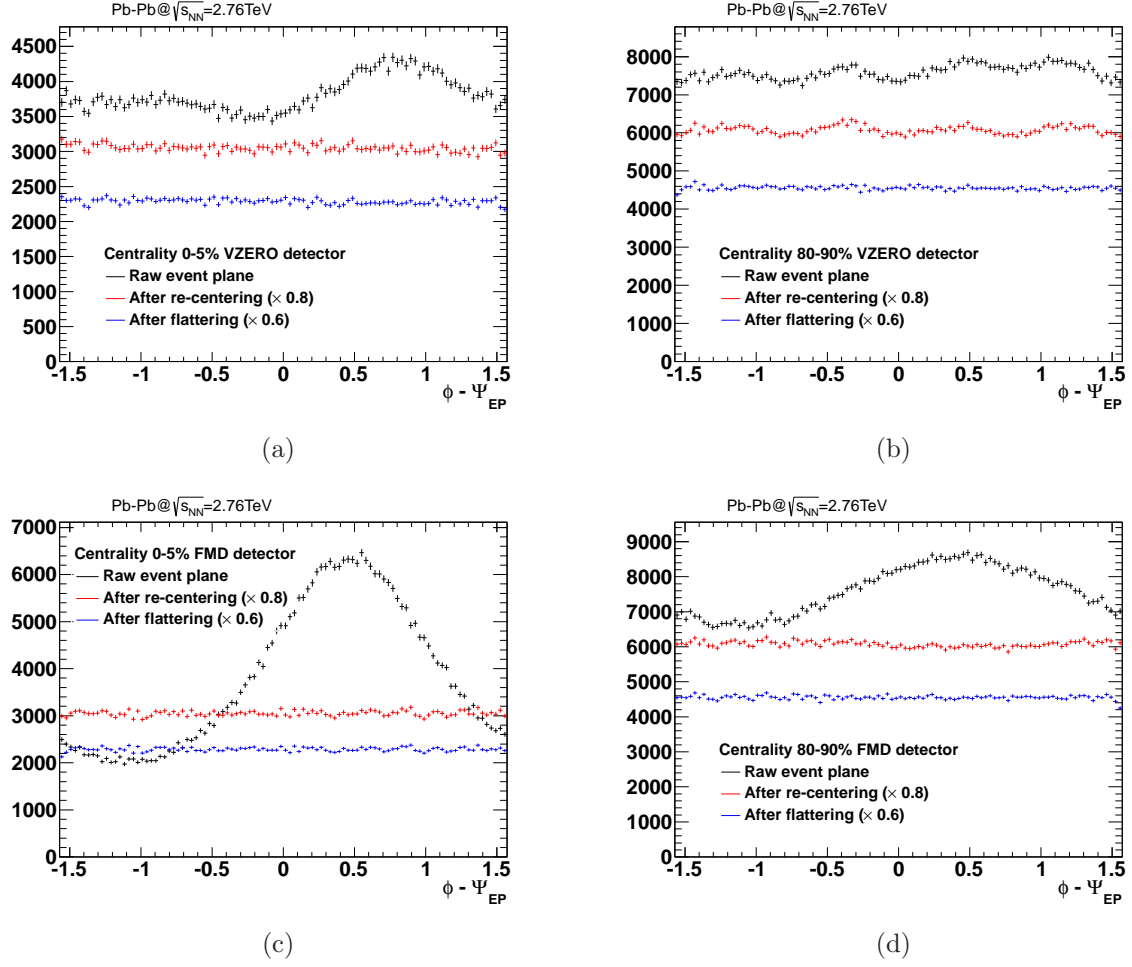 Pb-Pb@√s_NN=2.76TeV
4500
4000
3500
3000
2500
2000
1500
1000
500
0
Centrality 0-5% VZERO detector
Raw event plane
After re-centering (× 0.8)
After flattering (× 0.6)
-1.5 -1 -0.5 0 0.5 1 1.5
ϕ - Ψ_EP
(a)
Pb-Pb@√s_NN=2.76TeV
8000
7000
6000
5000
4000
3000
2000
1000
0
Centrality 80-90% VZERO detector
Raw event plane
After re-centering (× 0.8)
After flattering (× 0.6)
-1.5 -1 -0.5 0 0.5 1 1.5
ϕ - Ψ_EP
(b)
Pb-Pb@√s_NN=2.76TeV
7000
6000
5000
4000
3000
2000
1000
0
Centrality 0-5% FMD detector
Raw event plane
After re-centering (× 0.8)
After flattering (× 0.6)
-1.5 -1 -0.5 0 0.5 1 1.5
ϕ - Ψ_EP
(c)
Pb-Pb@√s_NN=2.76TeV
9000
8000
7000
6000
5000
4000
3000
2000
1000
0
Centrality 80-90% FMD detector
Raw event plane
After re-centering (× 0.8)
After flattering (× 0.6)
-1.5 -1 -0.5 0 0.5 1 1.5
ϕ - Ψ_EP
(d)